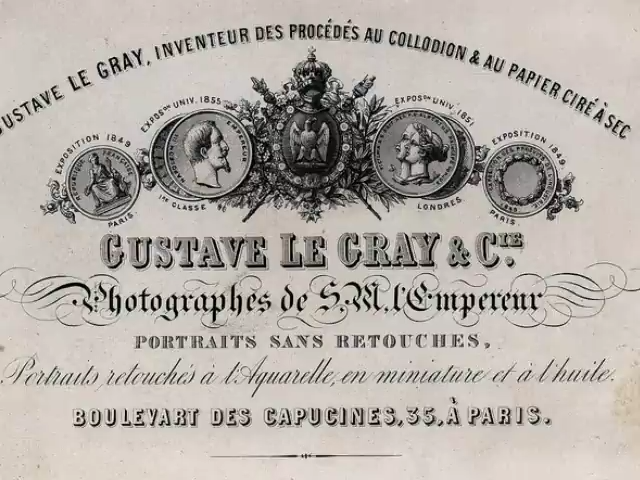 GUSTAVE LE GRAY, INVENTEUR DES PROCÉDÉS AU COLLODION & AU PAPIER CIRÉ À SEC
EXPOSITION 1849
EXPOSON UNIV. 1855
EXPOSON UNIV. 1851
EXPOSITION 1849
RÉPUBLIQUE FRANÇAISE
PARIS.
1RE CLASSE
LONDRES.
PARIS.
GUSTAVE LE GRAY & CIE.
Photographes de S. M. l'Empereur
PORTRAITS SANS RETOUCHES,
Portraits retouchés à l'Aquarelle, en miniature et à l'huile.
BOULEVART DES CAPUCINES, 35, À PARIS.